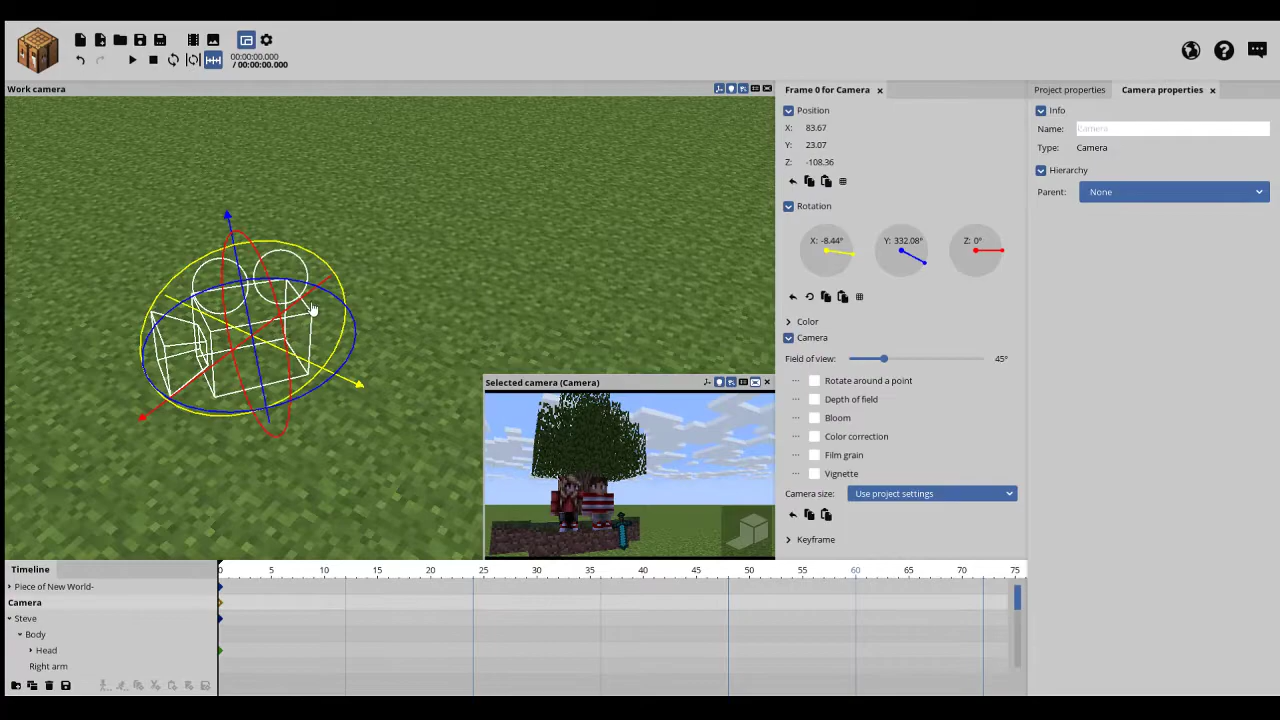 00:00:00.000
/ 00:00:00.000
Work camera
Selected camera (Camera)
Frame 0 for Camera
Position
X: 83.67
Y: 23.07
Z: -108.36
Rotation
X: -8.44° Y: 332.08° Z: 0°
Color
Camera
Field of view: 45°
Rotate around a point
Depth of field
Bloom
Color correction
Film grain
Vignette
Camera size: Use project settings
Keyframe
Project properties Camera properties
Info
Name: Camera
Type: Camera
Hierarchy
Parent: None
Timeline
0 5 10 15 20 25 30 35 40 45 50 55 60 65 70 75
Piece of New World-
Camera
Steve
Body
Head
Right arm